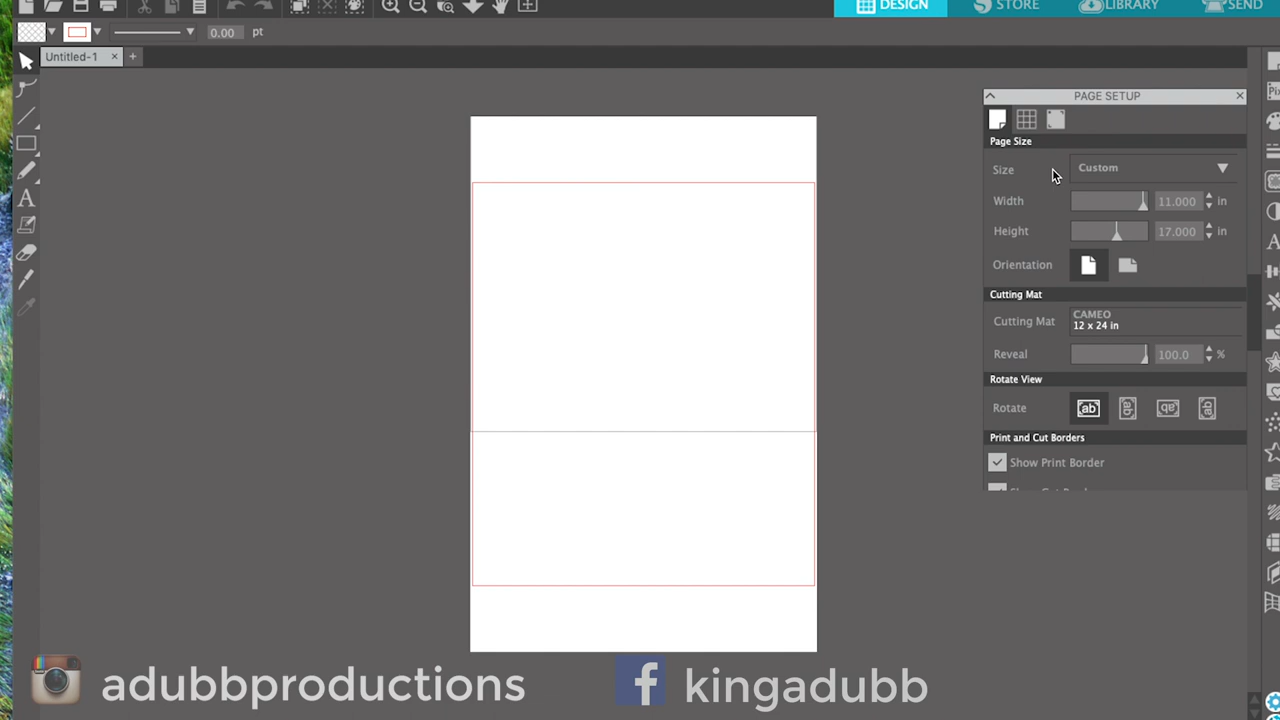 DESIGN
STORE
LIBRARY
SEND
0.00 pt
Untitled-1
PAGE SETUP
Page Size
Size Custom
Width 11.000 in
Height 17.000 in
Orientation
Cutting Mat
Cutting Mat CAMEO
12 x 24 in
Reveal 100.0 %
Rotate View
Rotate
Print and Cut Borders
Show Print Border
adubbproductions
kingadubb